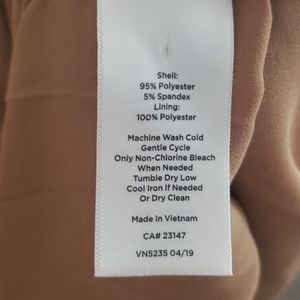 Shell:
95% Polyester
5% Spandex
Lining:
100% Polyester
Machine Wash Cold
Gentle Cycle
Only Non-Chlorine Bleach
When Needed
Tumble Dry Low
Cool Iron If Needed
Or Dry Clean
Made In Vietnam
CA# 23147
VN5235 04/19